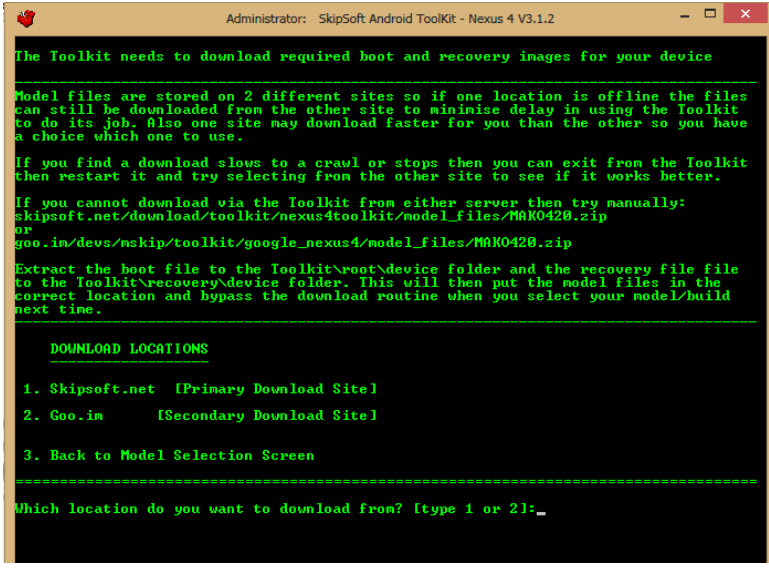 Administrator:  SkipSoft Android ToolKit - Nexus 4 V3.1.2
The Toolkit needs to download required boot and recovery images for your device
Model files are stored on 2 different sites so if one location is offline the files
can still be downloaded from the other site to minimise delay in using the Toolkit
to do its job. Also one site may download faster for you than the other so you have
a choice which one to use.
If you find a download slows to a crawl or stops then you can exit from the Toolkit
then restart it and try selecting from the other site to see if it works better.
If you cannot download via the Toolkit from either server then try manually:
skipsoft.net/download/toolkit/nexus4toolkit/model_files/MAKO420.zip
or
goo.im/devs/mskip/toolkit/google_nexus4/model_files/MAKO420.zip
Extract the boot file to the Toolkit\root\device folder and the recovery file file
to the Toolkit\recovery\device folder. This will then put the model files in the
correct location and bypass the download routine when you select your model/build
next time.
DOWNLOAD LOCATIONS
1. Skipsoft.net  [Primary Download Site]
2. Goo.im      [Secondary Download Site]
3. Back to Model Selection Screen
Which location do you want to download from? [type 1 or 2]:_